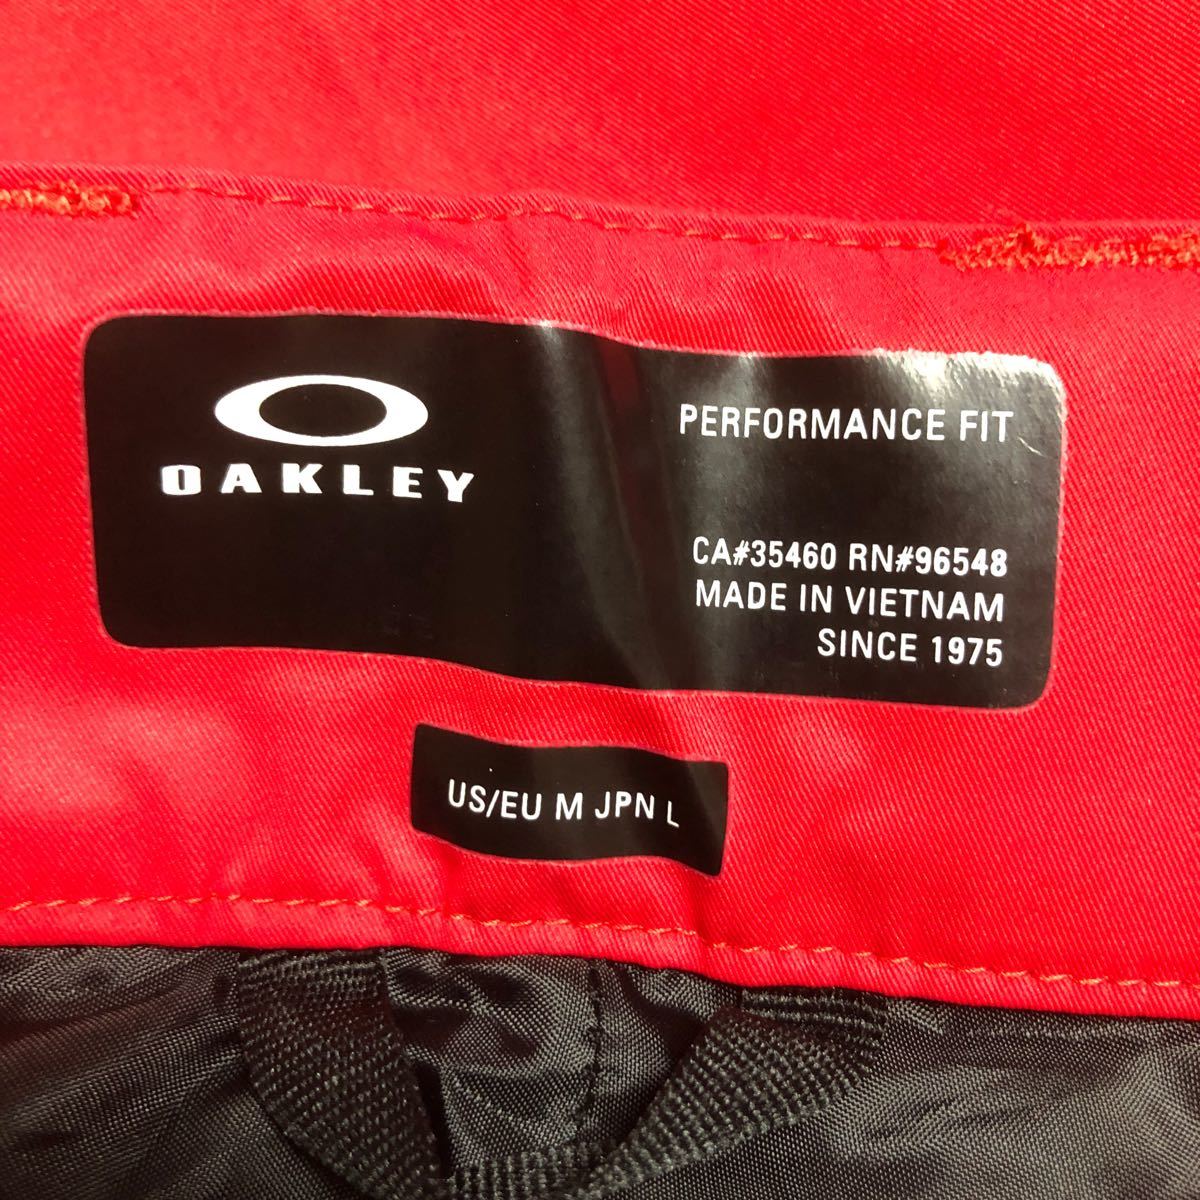 OAKLEY
PERFORMANCE FIT
CA#35460 RN#96548
MADE IN VIETNAM
SINCE 1975
US/EU M JPN L